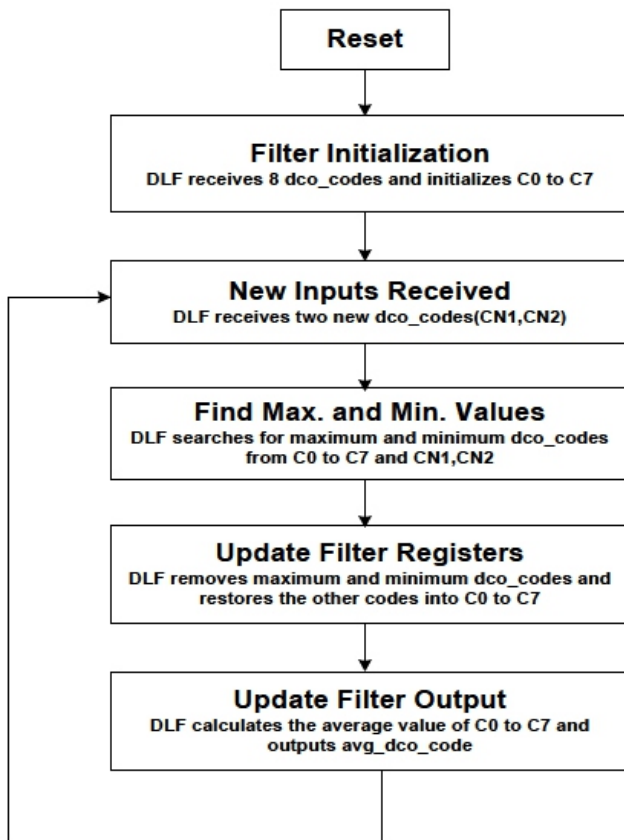 Reset
Filter Initialization
DLF receives 8 dco_codes and initializes C0 to C7
New Inputs Received
DLF receives two new dco_codes(CN1,CN2)
Find Max. and Min. Values
DLF searches for maximum and minimum dco_codes
from C0 to C7 and CN1,CN2
Update Filter Registers
DLF removes maximum and minimum dco_codes and
restores the other codes into C0 to C7
Update Filter Output
DLF calculates the average value of C0 to C7 and
outputs avg_dco_code